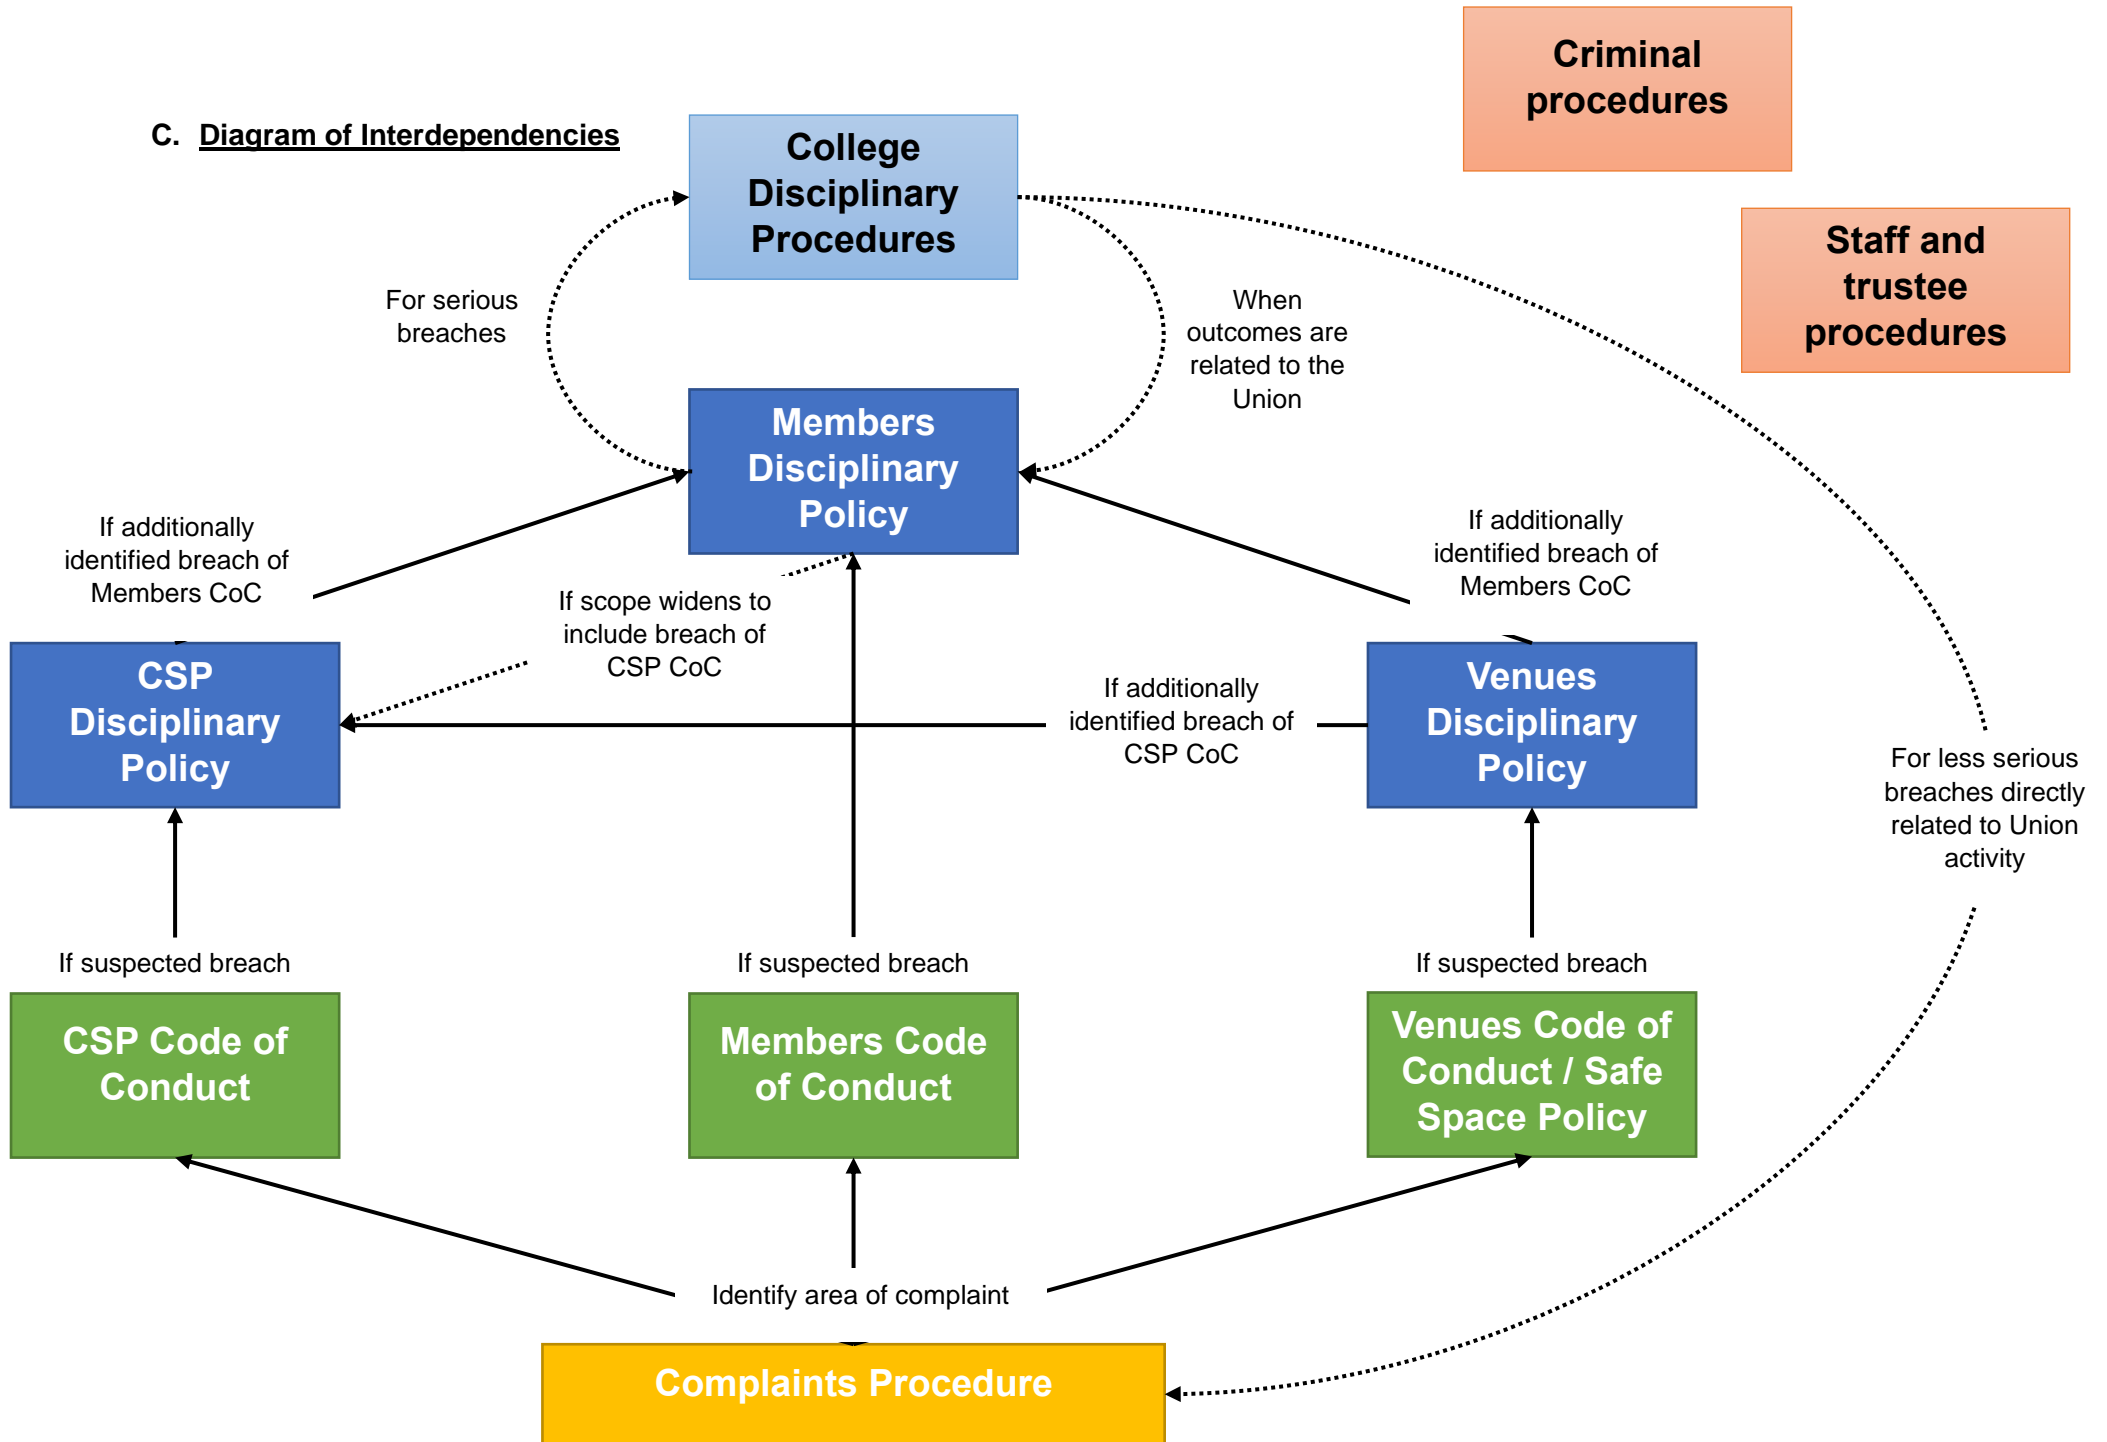 Criminal
procedures
C. Diagram of Interdependencies
College
Disciplinary
Procedures
Staff and
trustee
procedures
For serious
breaches
When
outcomes are
related to the
Union
Members
Disciplinary
Policy
If additionally
identified breach of
Members CoC
If additionally
identified breach of
Members CoC
If scope widens to
include breach of
CSP CoC
CSP
Disciplinary
Policy
If additionally
identified breach of
CSP CoC
Venues
Disciplinary
Policy
For less serious
breaches directly
related to Union
activity
If suspected breach
If suspected breach
If suspected breach
CSP Code of
Conduct
Members Code
of Conduct
Venues Code of
Conduct / Safe
Space Policy
Identify area of complaint
Complaints Procedure